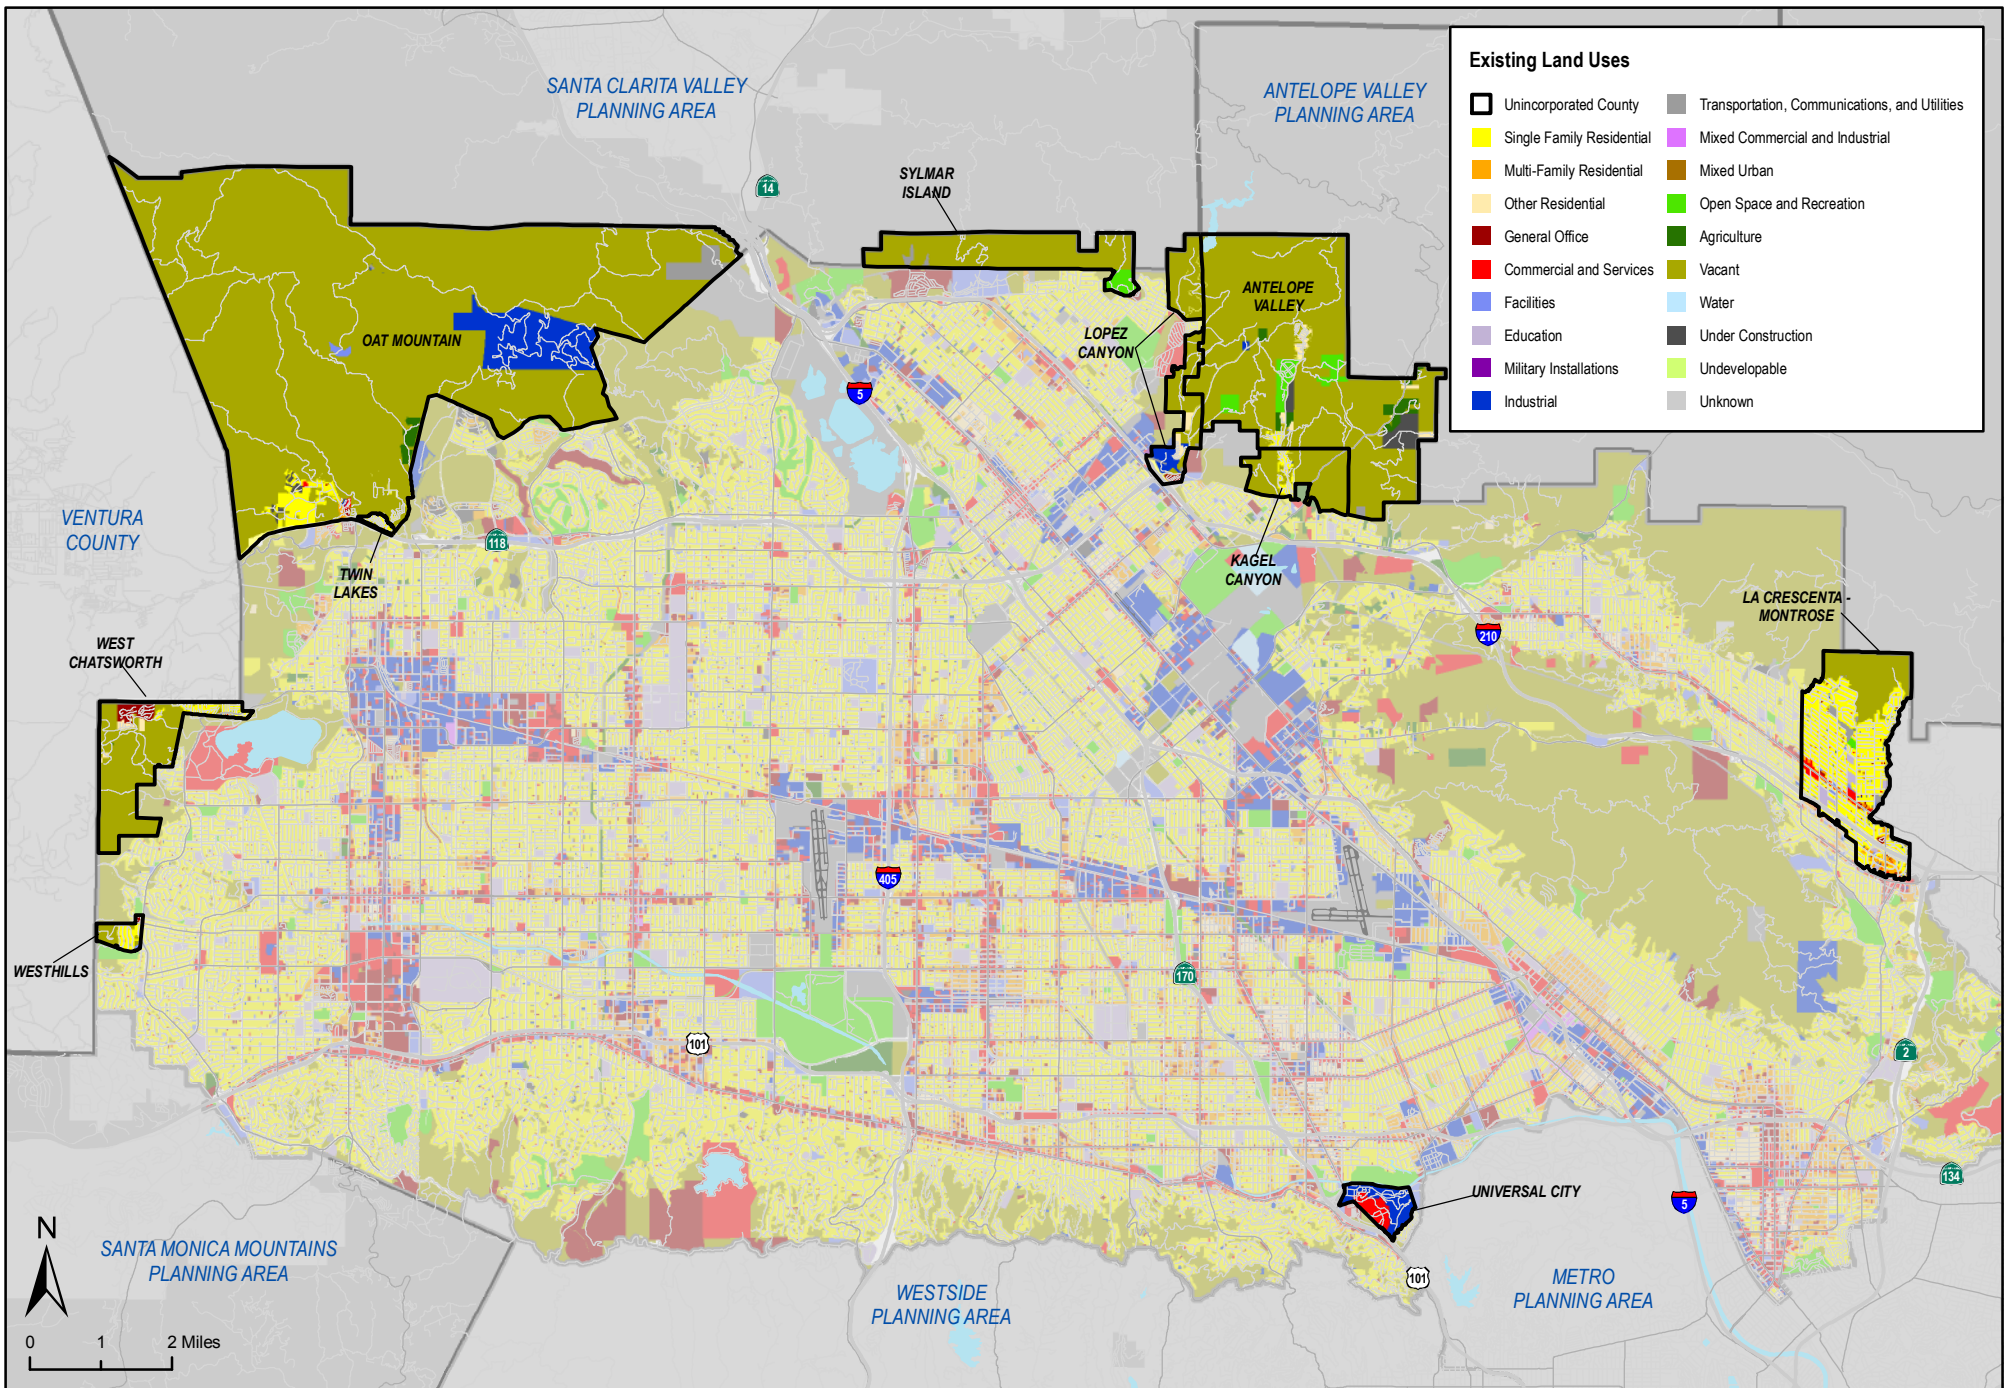 SANTA CLARITA VALLEY
PLANNING AREA
ANTELOPE VALLEY
PLANNING AREA
Existing Land Uses
Unincorporated County
Single Family Residential
Multi-Family Residential
Other Residential
General Office
Commercial and Services
Facilities
Education
Military Installations
Industrial
Transportation, Communications, and Utilities
Mixed Commercial and Industrial
Mixed Urban
Open Space and Recreation
Agriculture
Vacant
Water
Under Construction
Undevelopable
Unknown
14
SYLMAR
ISLAND
ANTELOPE
VALLEY
OAT MOUNTAIN
LOPEZ
CANYON
5
VENTURA
COUNTY
118
TWIN
LAKES
KAGEL
CANYON
LA CRESCENTA -
MONTROSE
210
WEST
CHATSWORTH
405
WESTHILLS
170
101
2
134
UNIVERSAL CITY
5
N
SANTA MONICA MOUNTAINS
PLANNING AREA
WESTSIDE
PLANNING AREA
101
METRO
PLANNING AREA
0 1 2 Miles